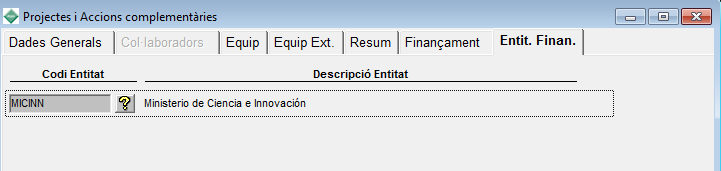 Projectes i Accions complementàries
Dades Generals Col·laboradors Equip Equip Ext. Resum Finançament Entit. Finan.
Codi Entitat Descripció Entitat
MICINN ? Ministerio de Ciencia e Innovación